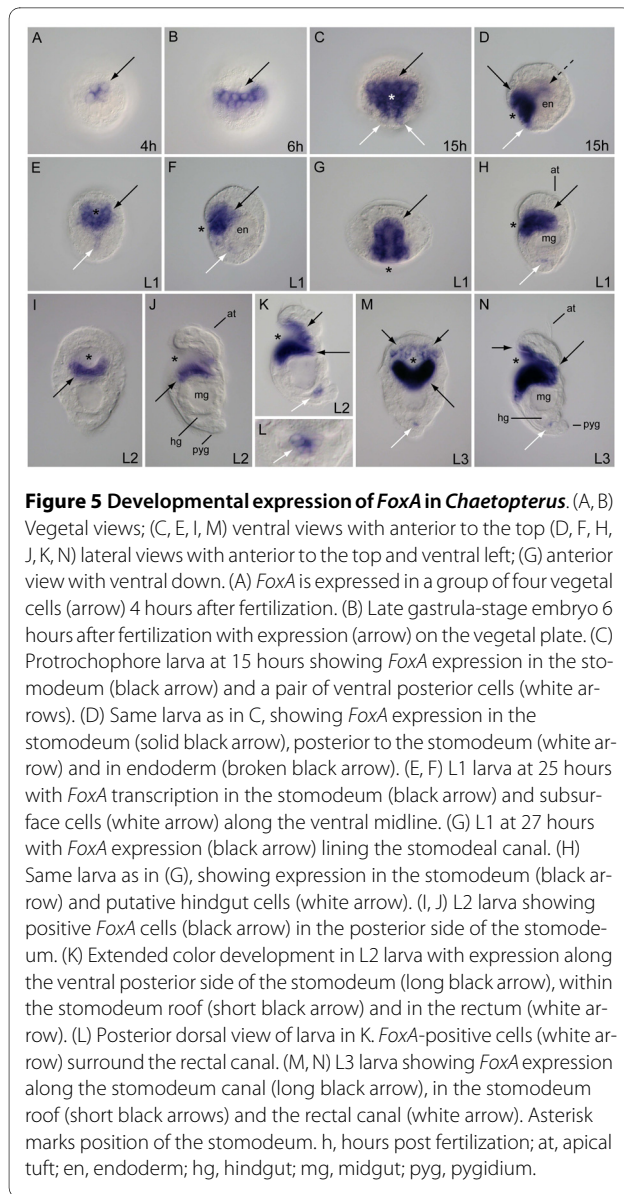 A
B
C
D
en
4h
6h
15h
15h
E
F
G
H
at
en
mg
L1
L1
L1
L1
I
J
K
M
N
at
at
L2
mg
mg
L
hg
hg
pyg
pyg
L2
L2
L3
L3
Figure 5 Developmental expression of FoxA in Chaetopterus. (A, B)
Vegetal views; (C, E, I, M) ventral views with anterior to the top (D, F, H,
J, K, N) lateral views with anterior to the top and ventral left; (G) anterior
view with ventral down. (A) FoxA is expressed in a group of four vegetal
cells (arrow) 4 hours after fertilization. (B) Late gastrula-stage embryo 6
hours after fertilization with expression (arrow) on the vegetal plate. (C)
Protrochophore larva at 15 hours showing FoxA expression in the sto-
modeum (black arrow) and a pair of ventral posterior cells (white ar-
rows). (D) Same larva as in C, showing FoxA expression in the
stomodeum (solid black arrow), posterior to the stomodeum (white ar-
row) and in endoderm (broken black arrow). (E, F) L1 larva at 25 hours
with FoxA transcription in the stomodeum (black arrow) and subsur-
face cells (white arrow) along the ventral midline. (G) L1 at 27 hours
with FoxA expression (black arrow) lining the stomodeal canal. (H)
Same larva as in (G), showing expression in the stomodeum (black ar-
row) and putative hindgut cells (white arrow). (I, J) L2 larva showing
positive FoxA cells (black arrow) in the posterior side of the stomode-
um. (K) Extended color development in L2 larva with expression along
the ventral posterior side of the stomodeum (long black arrow), within
the stomodeum roof (short black arrow) and in the rectum (white ar-
row). (L) Posterior dorsal view of larva in K. FoxA-positive cells (white ar-
row) surround the rectal canal. (M, N) L3 larva showing FoxA expression
along the stomodeum canal (long black arrow), in the stomodeum
roof (short black arrows) and the rectal canal (white arrow). Asterisk
marks position of the stomodeum. h, hours post fertilization; at, apical
tuft; en, endoderm; hg, hindgut; mg, midgut; pyg, pygidium.